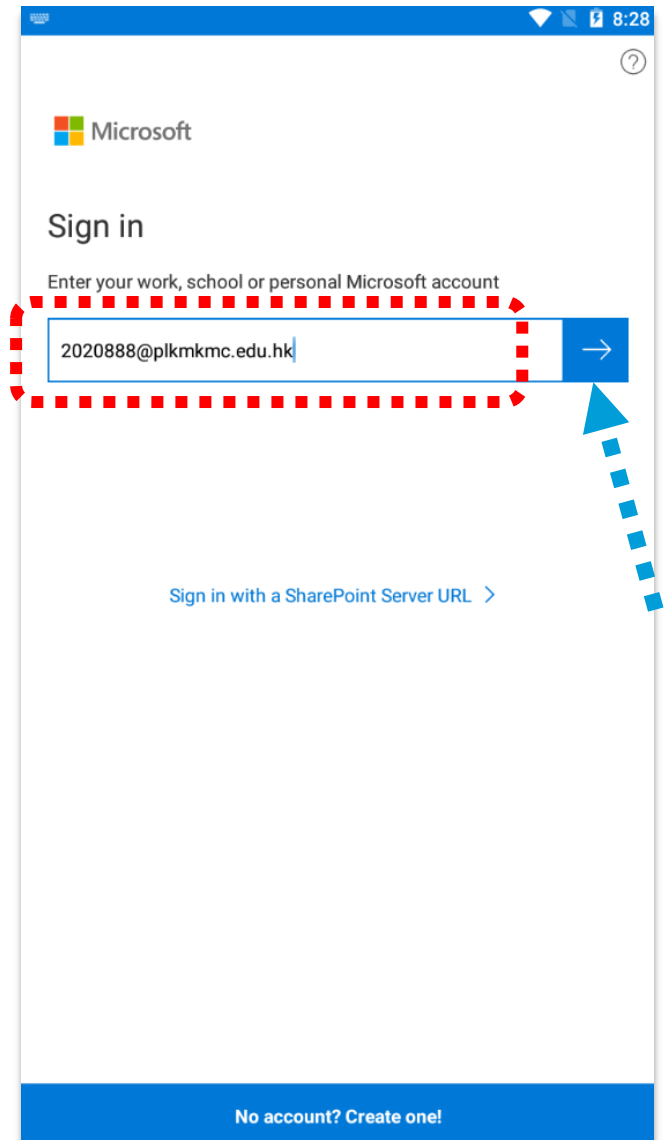 8:28
?
Microsoft
Sign in
Enter your work, school or personal Microsoft account
2020888@plkmkmc.edu.hk
Sign in with a SharePoint Server URL >
No account? Create one!